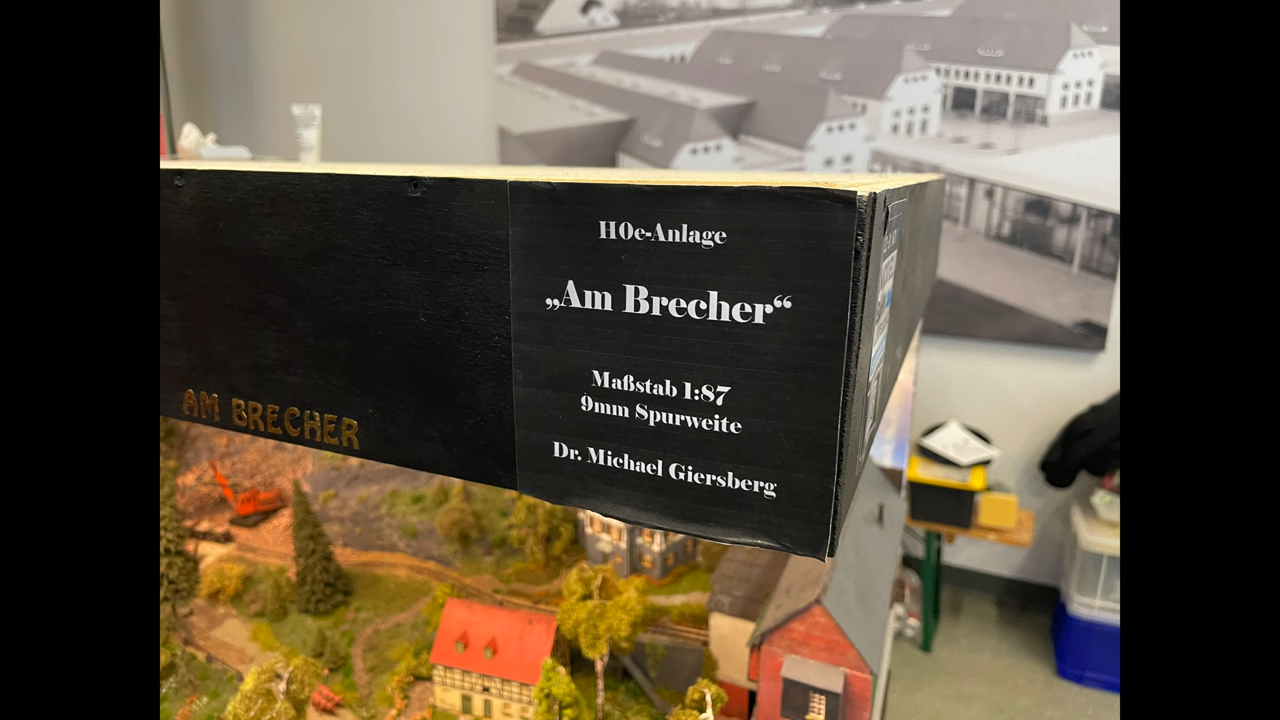 H0e-Anlage
„Am Brecher“
Maßstab 1:87
9mm Spurweite
Dr. Michael Giersberg
AM BRECHER